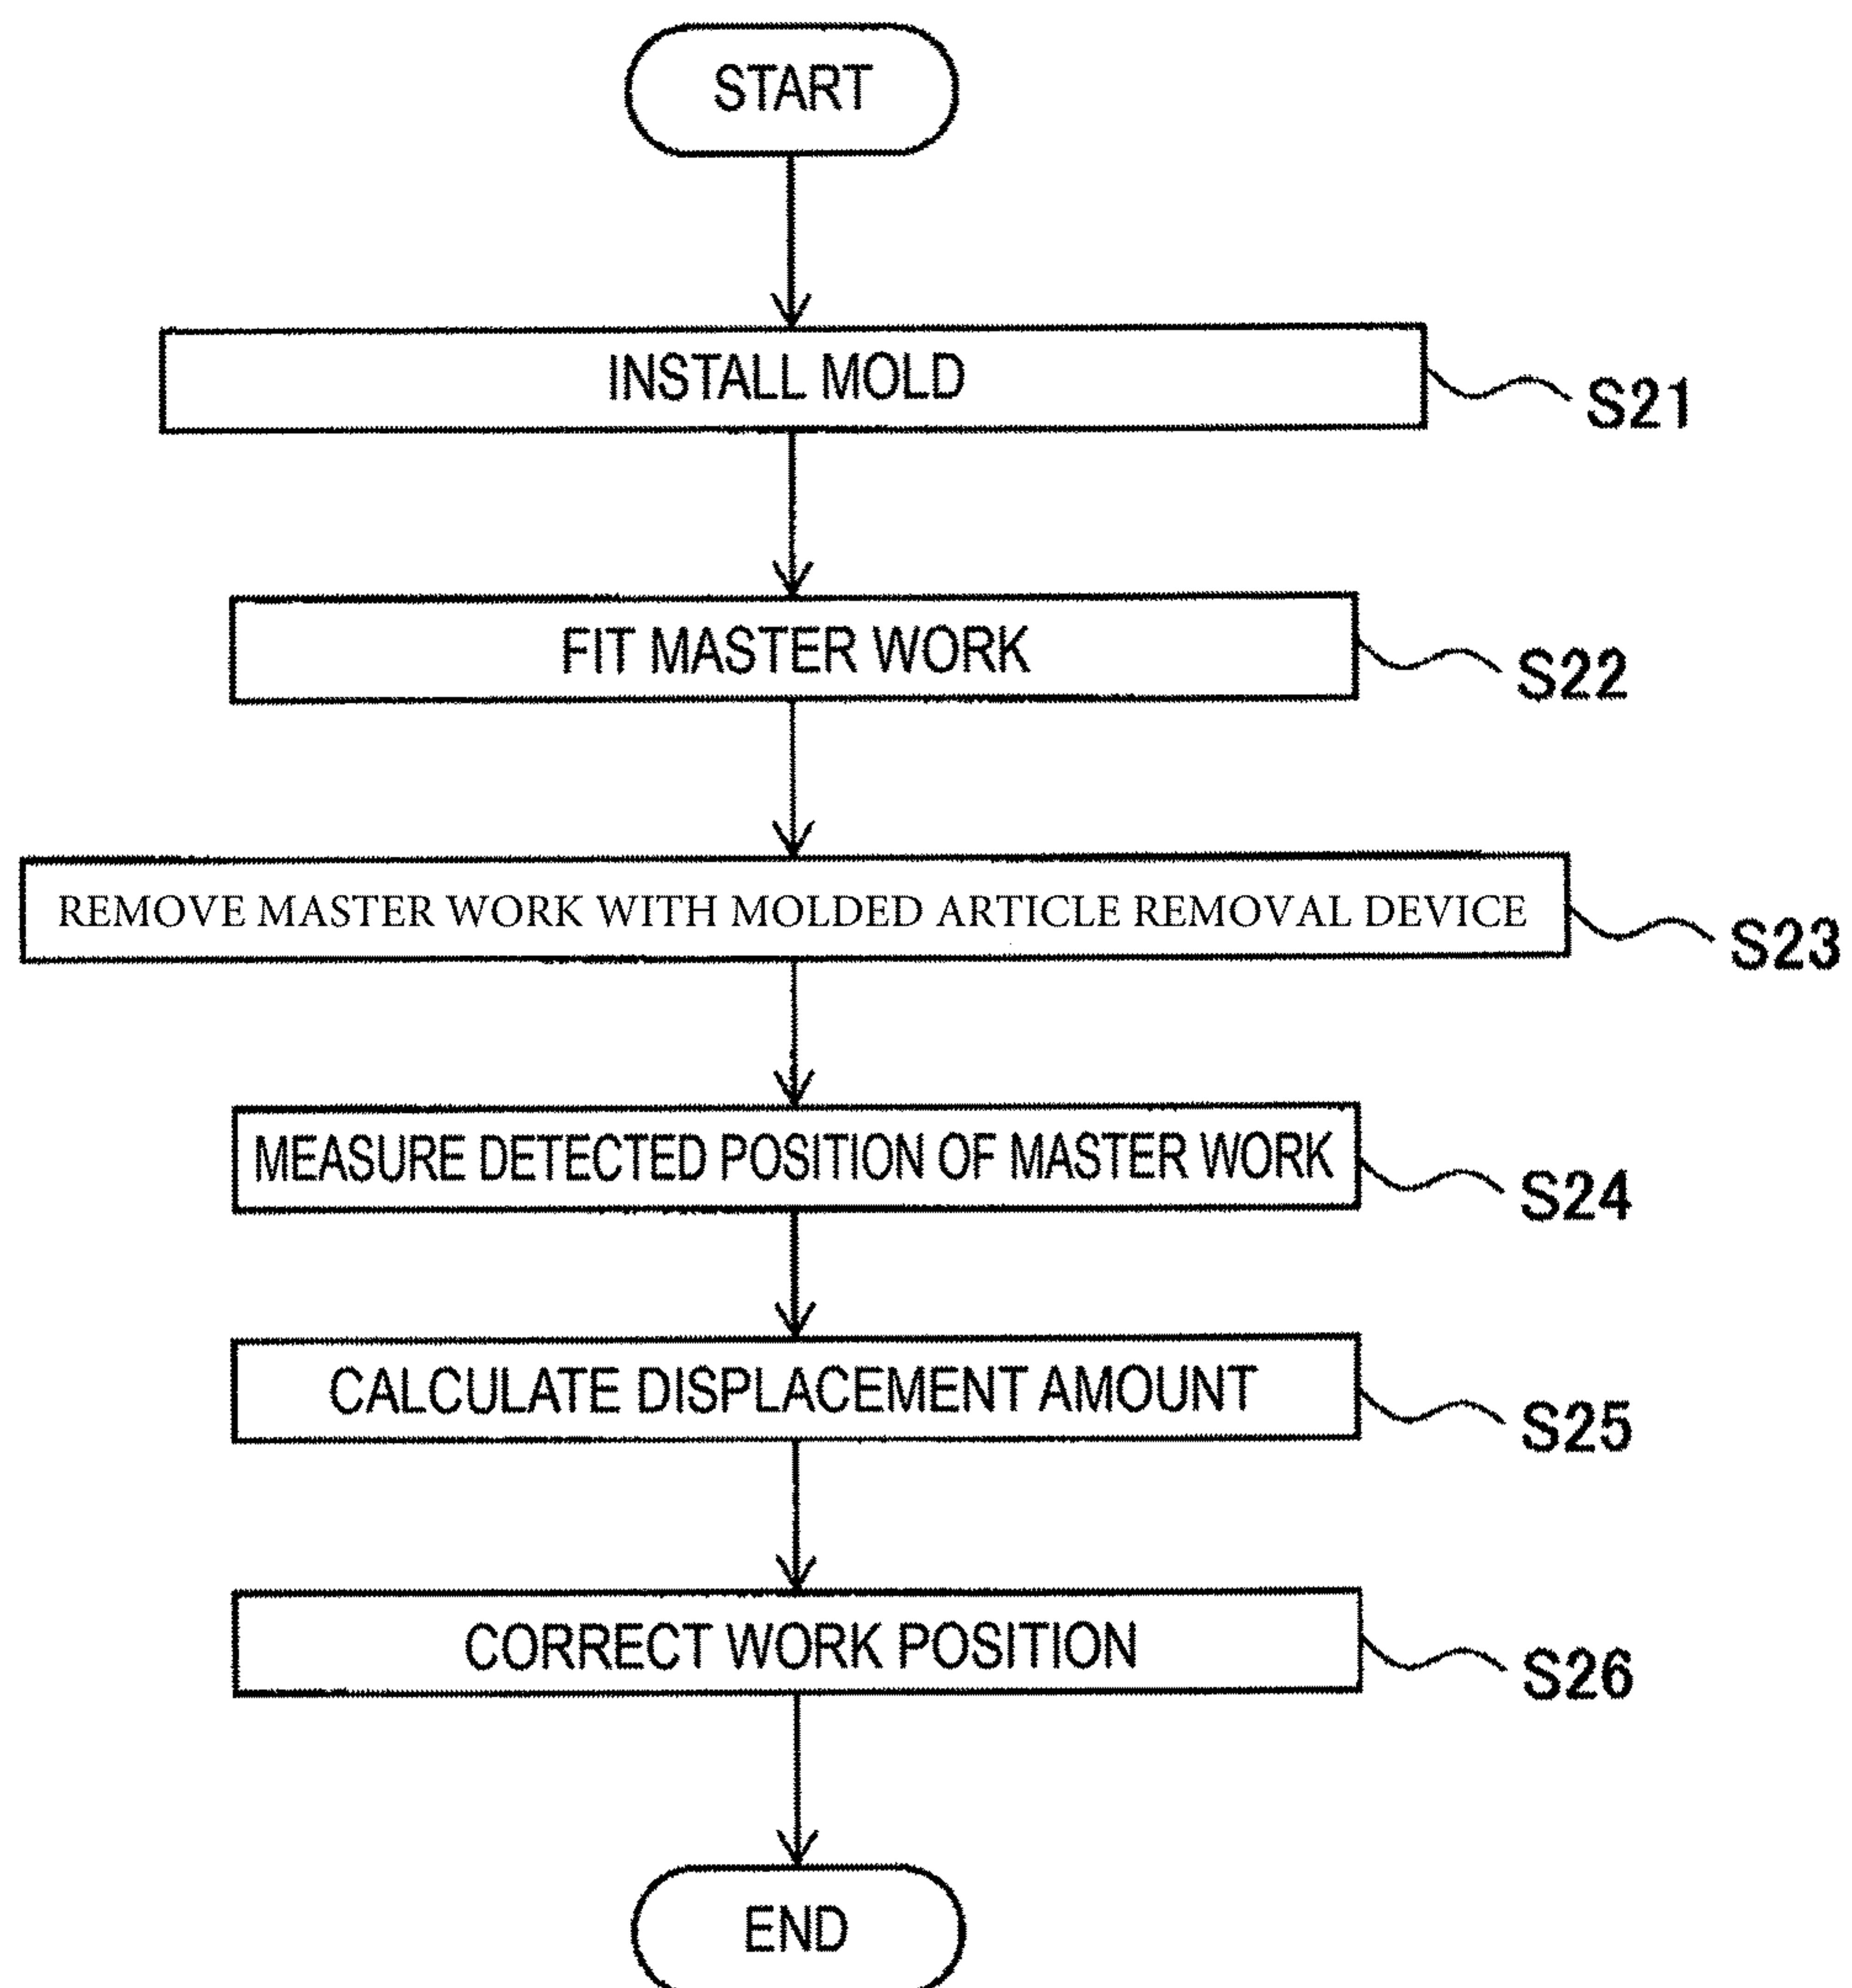 START
INSTALL MOLD
S21
FIT MASTER WORK
S22
REMOVE MASTER WORK WITH MOLDED ARTICLE REMOVAL DEVICE
S23
MEASURE DETECTED POSITION OF MASTER WORK
S24
CALCULATE DISPLACEMENT AMOUNT
S25
CORRECT WORK POSITION
S26
END